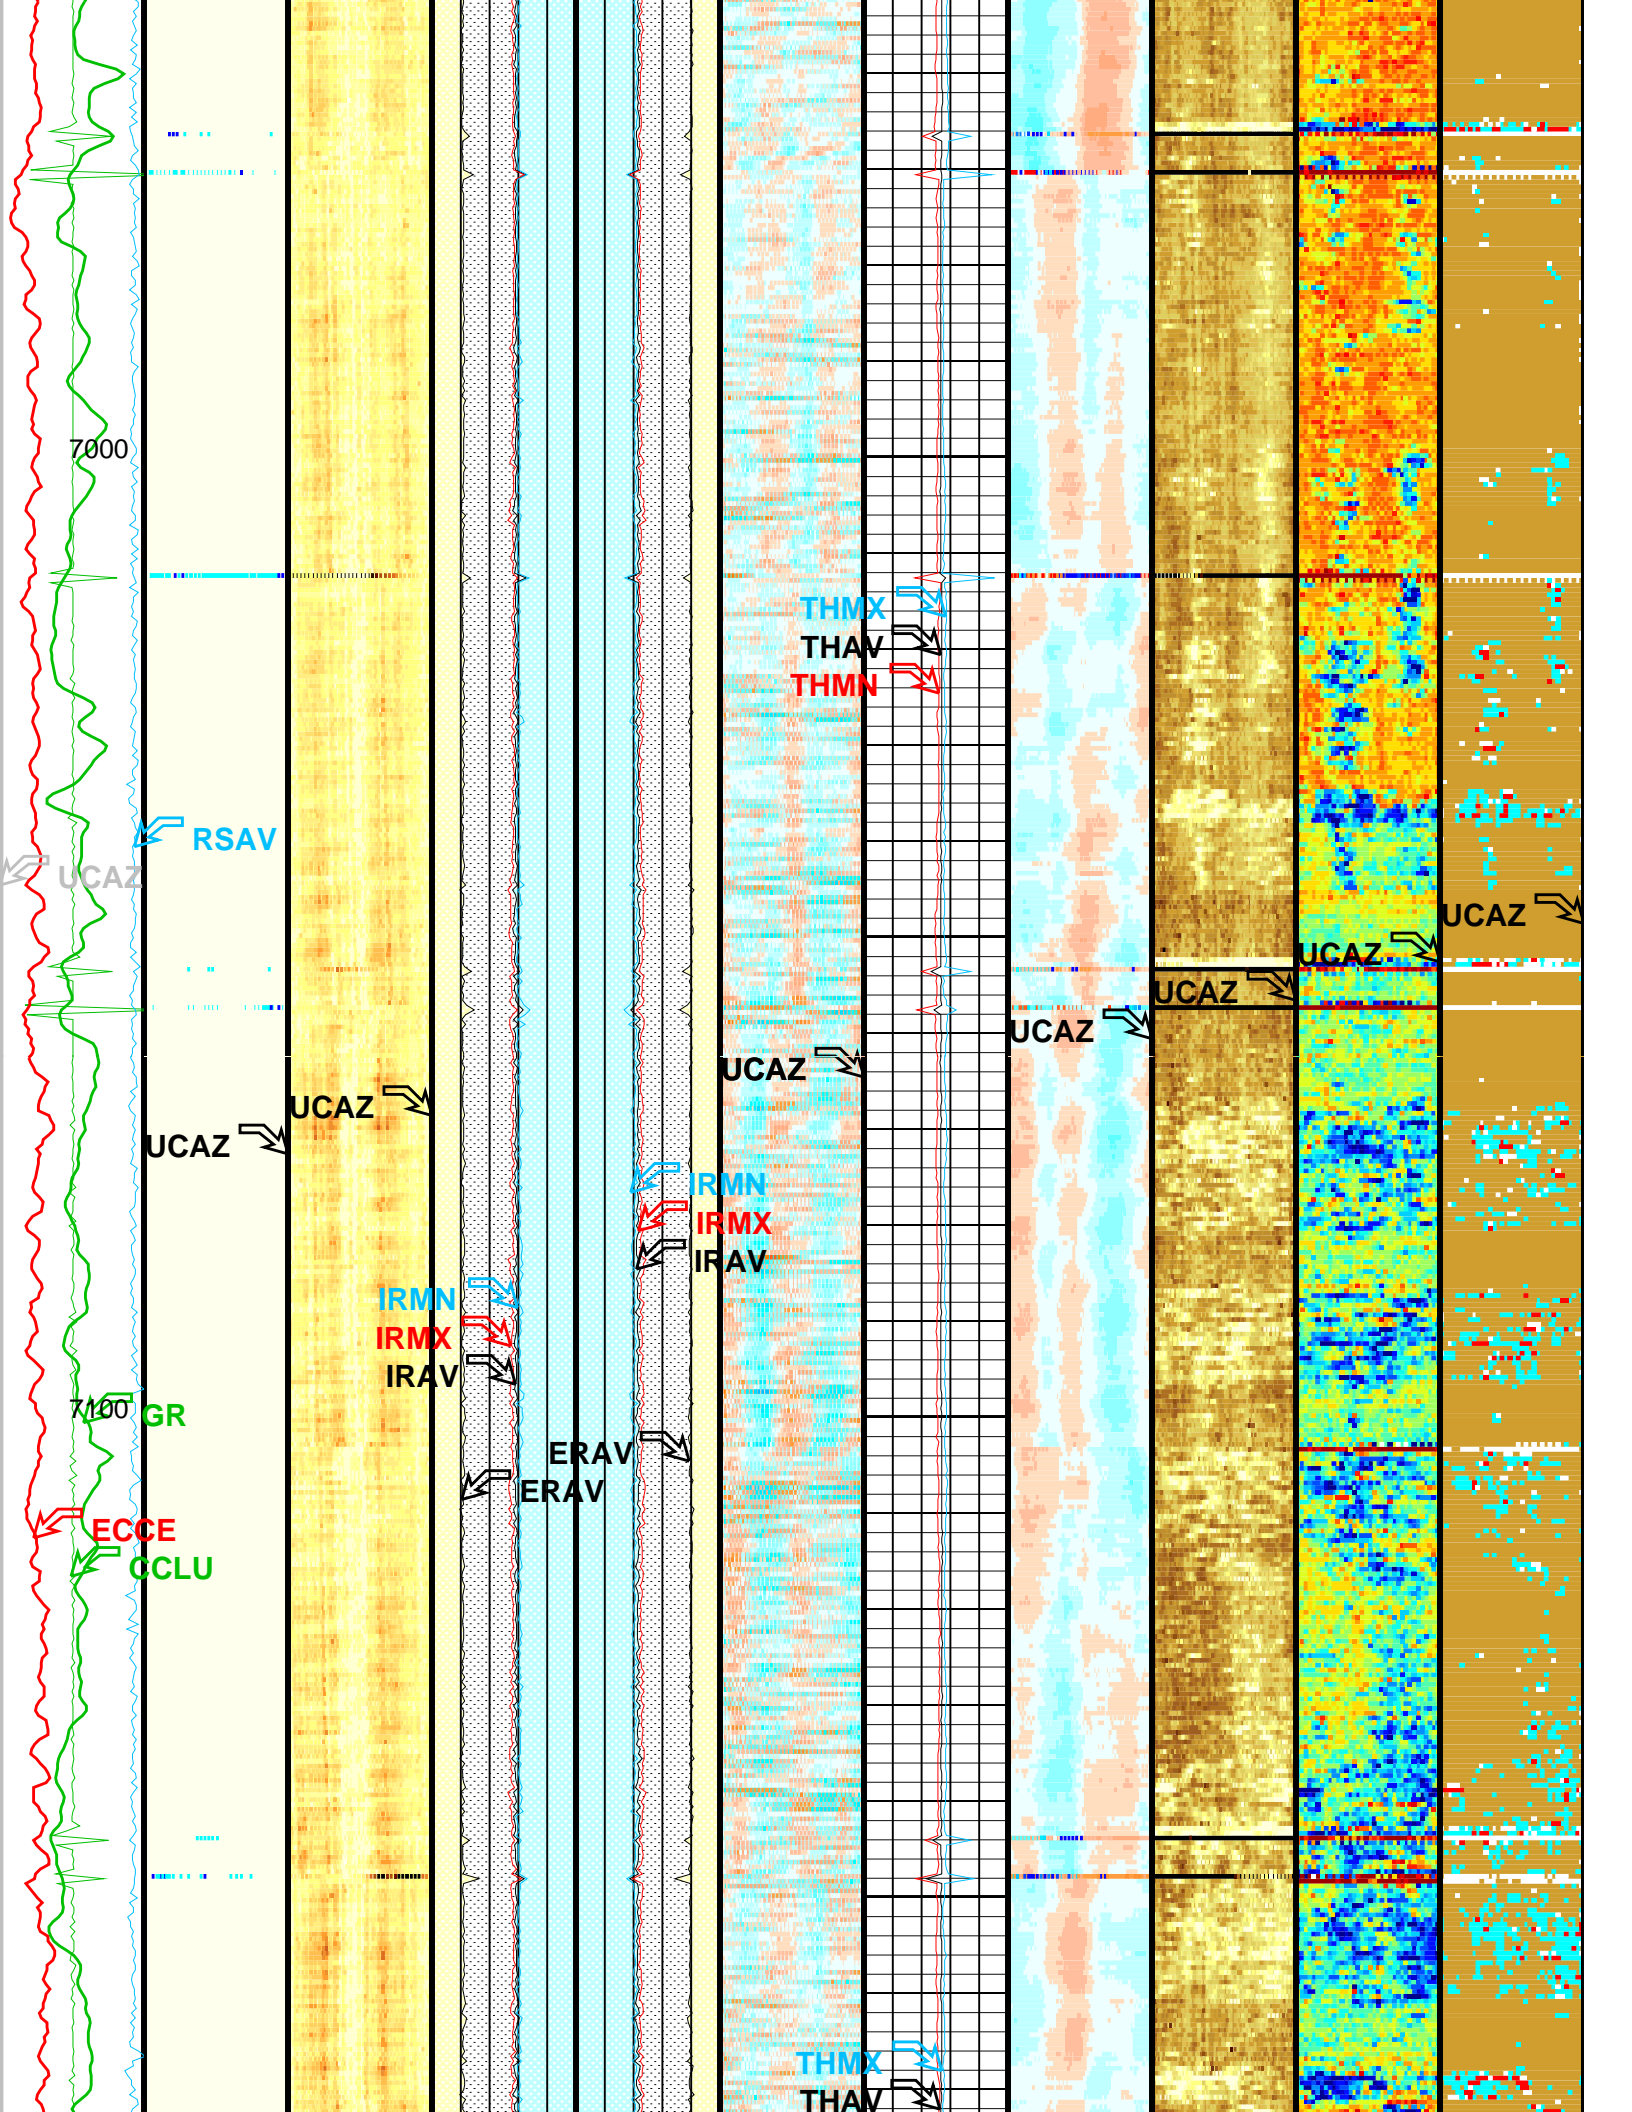 7000
THMX
THAV
THMN
RSAV
UCAZ
UCAZ
UCAZ
UCAZ
UCAZ
UCAZ
UCAZ
UCAZ
IRMN
IRMX
IRAV
IRMN
IRMX
IRAV
7100
GR
ERAV
ERAV
ECCE
CCLU
THMX
THAV